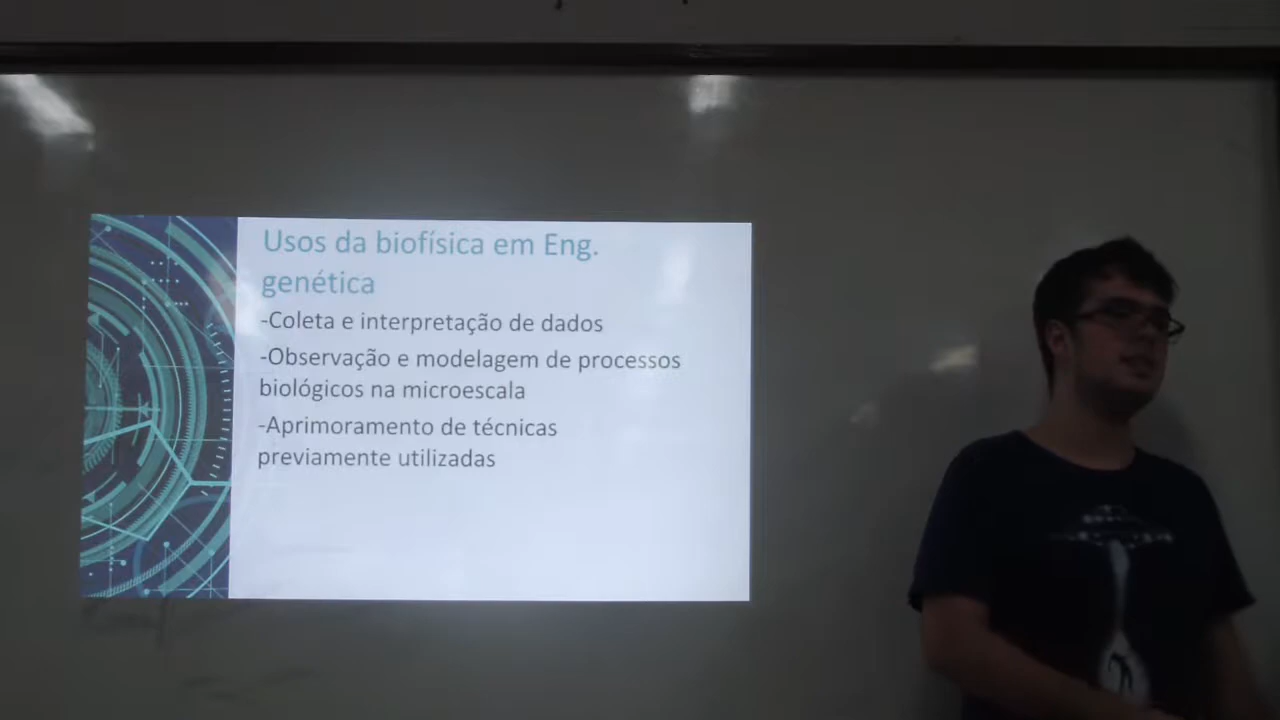 Usos da biofísica em Eng.
genética
-Coleta e interpretação de dados
-Observação e modelagem de processos
biológicos na microescala
-Aprimoramento de técnicas
previamente utilizadas